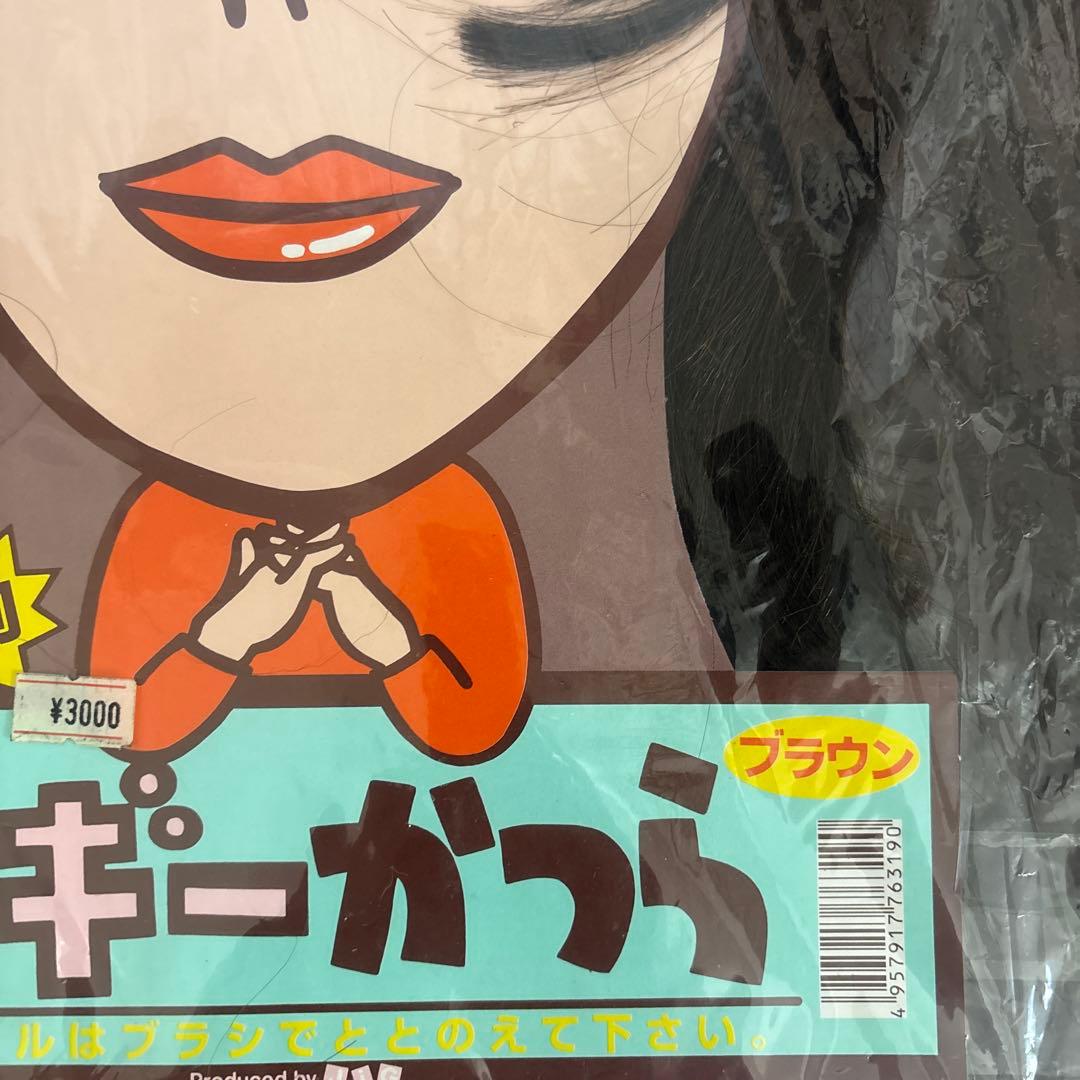 ¥3000
ブラウン
ギーかつら
4957917763190
ルはブラシでととのえて下さい。
Produced by JIG